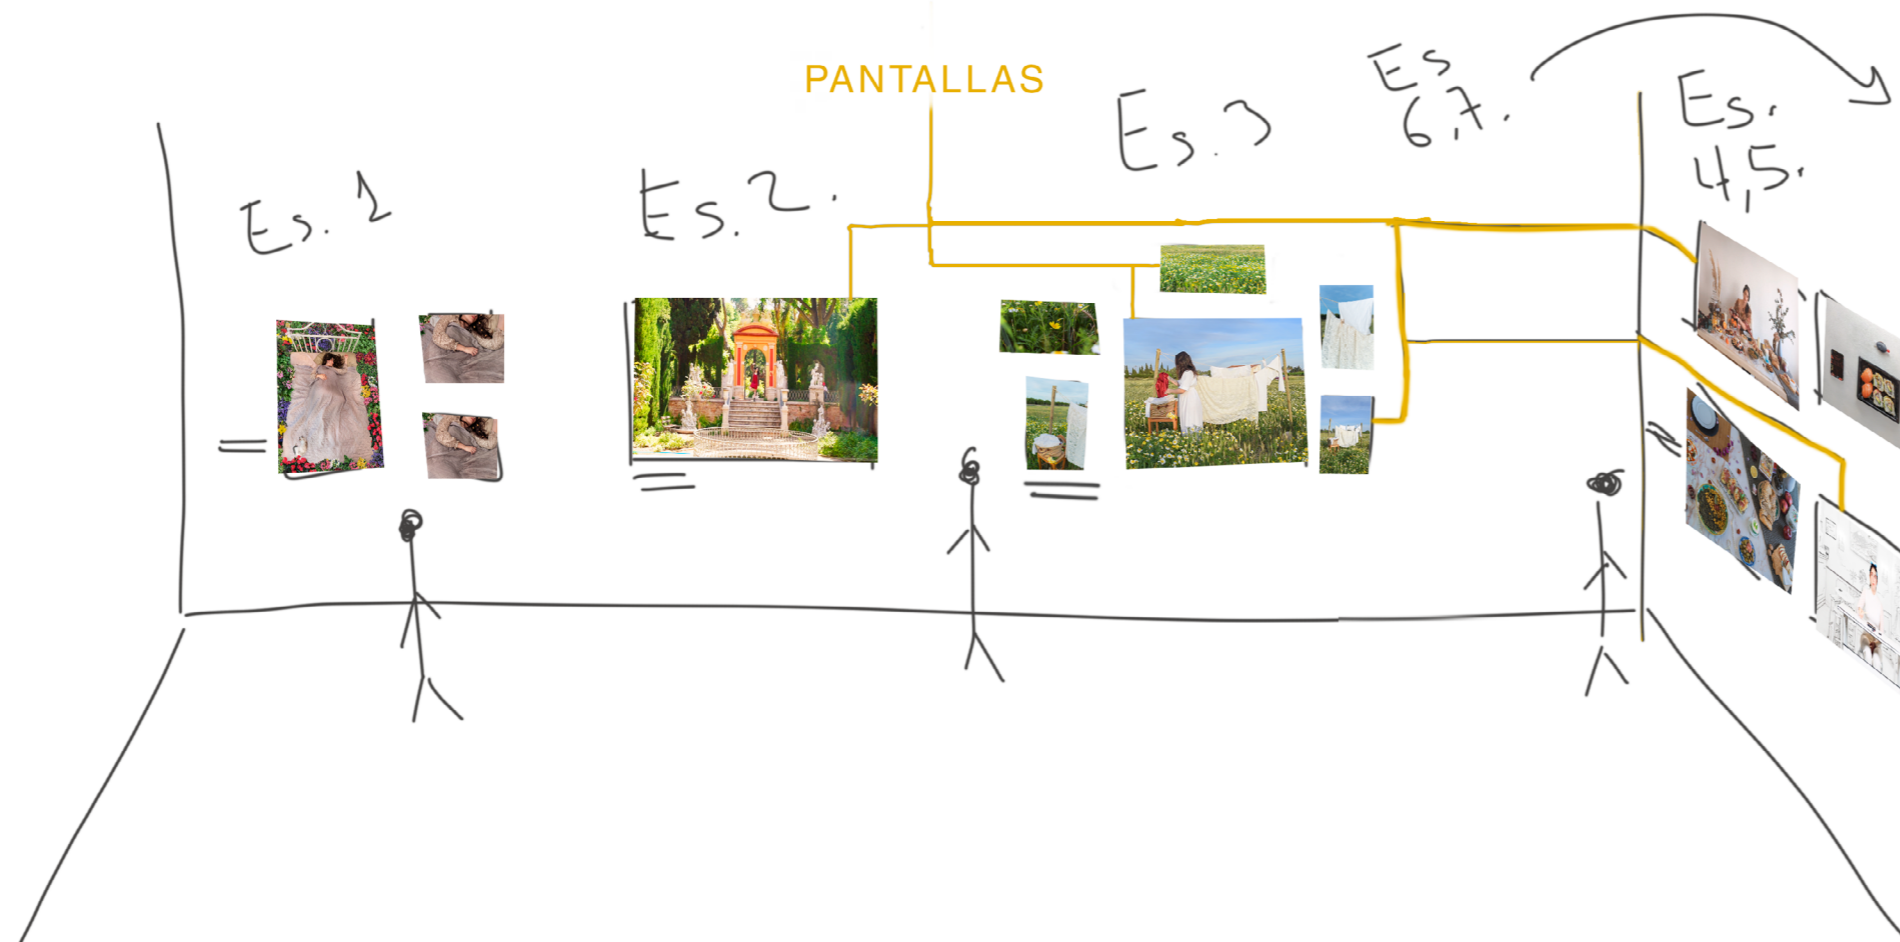 PANTALLAS
Es. 1
Es. 2.
Es. 3
Es
6,7.
Es.
4,5.